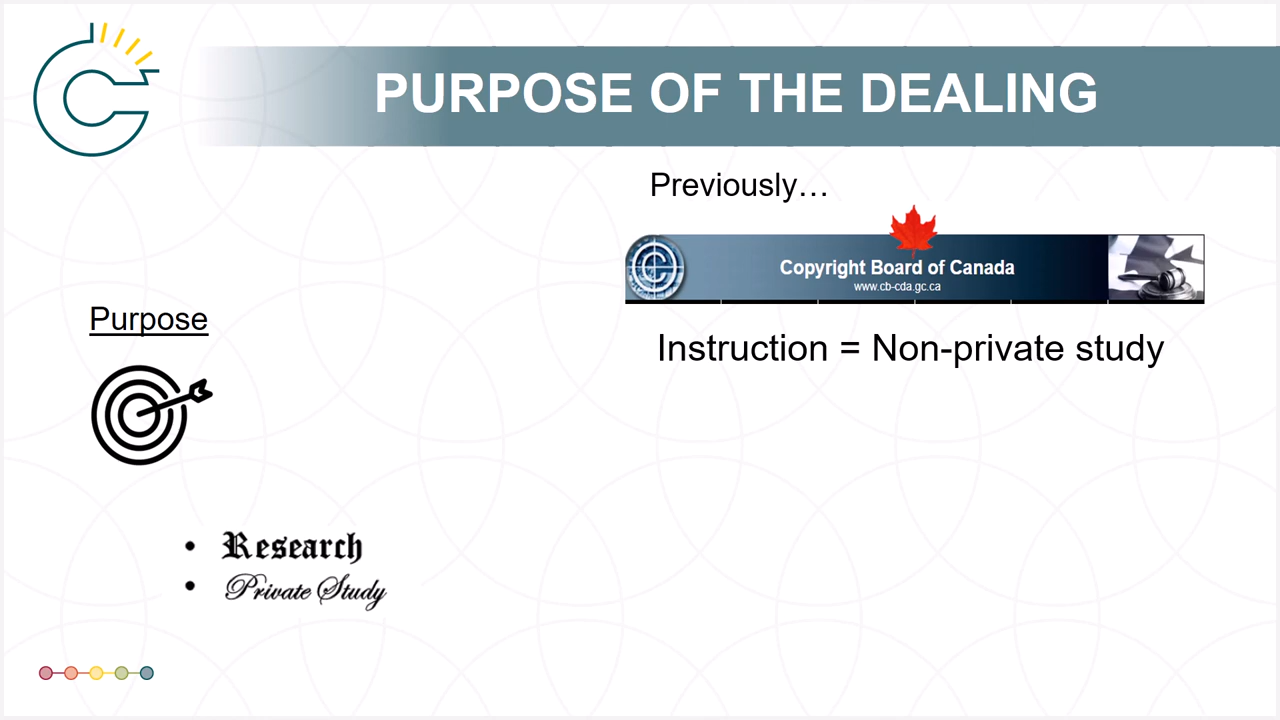 PURPOSE OF THE DEALING
Previously…
Copyright Board of Canada
www.cb-cda.gc.ca
Instruction = Non-private study
Purpose
• Research
• Private Study